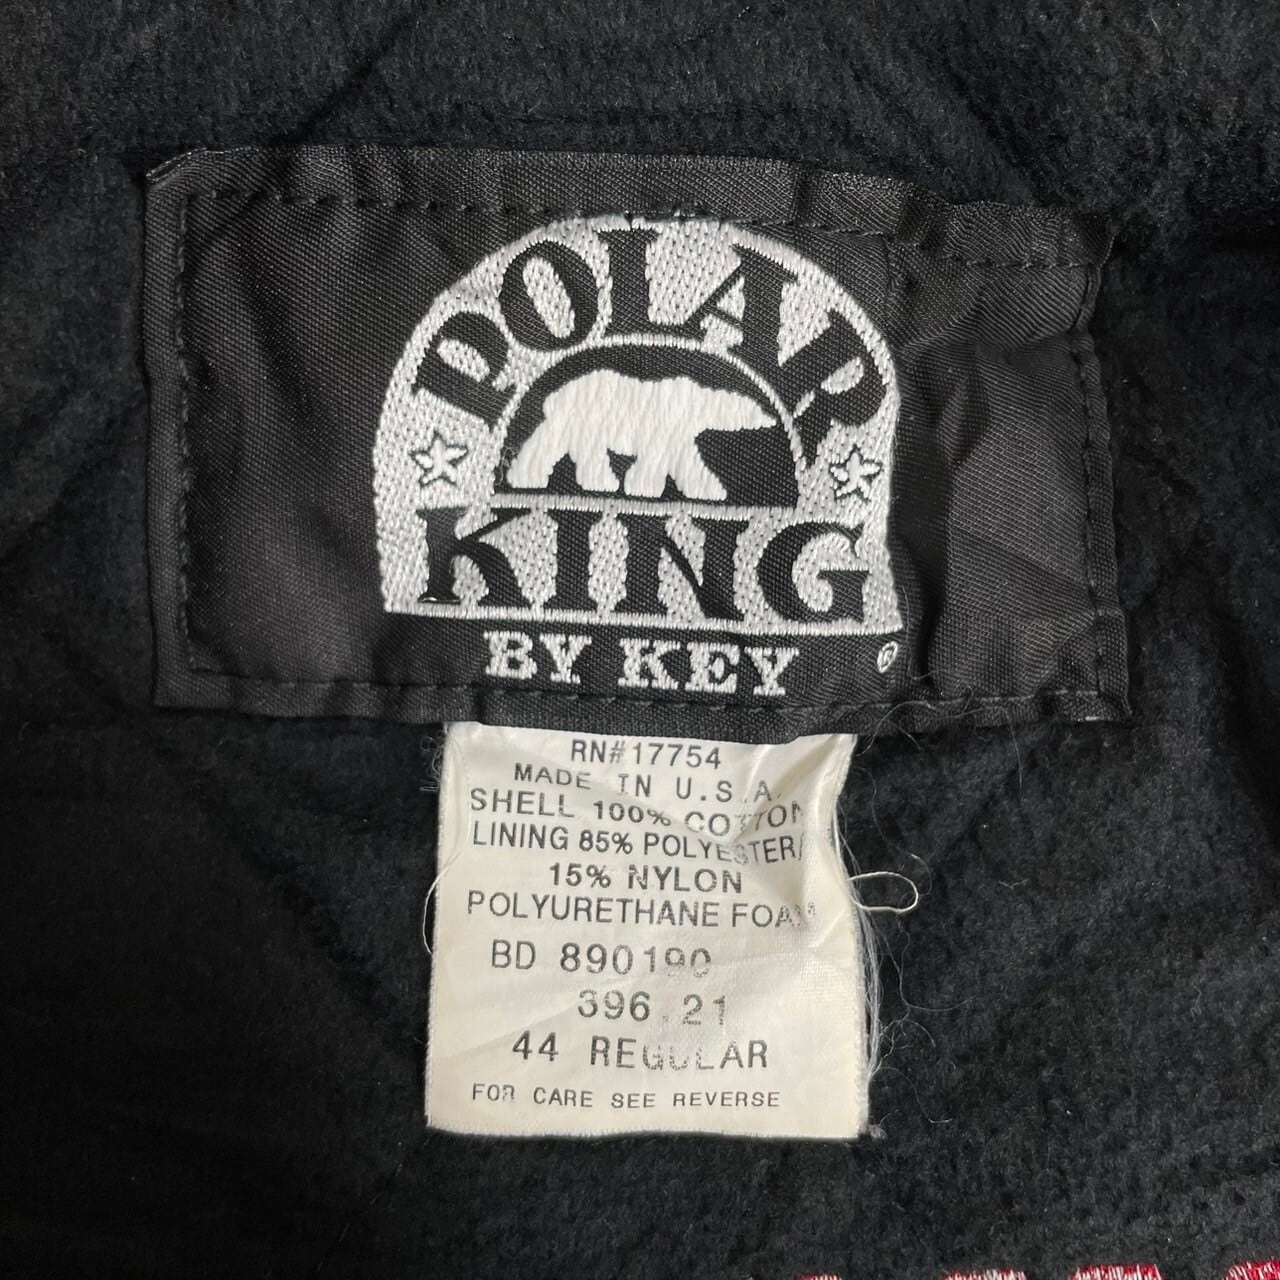 POLAR
KING
BY KEY ®
RN#17754
MADE IN U.S.A.
SHELL 100% COTTON
LINING 85% POLYESTER/
15% NYLON
POLYURETHANE FOAM
BD 890190
396.21
44 REGULAR
FOR CARE SEE REVERSE